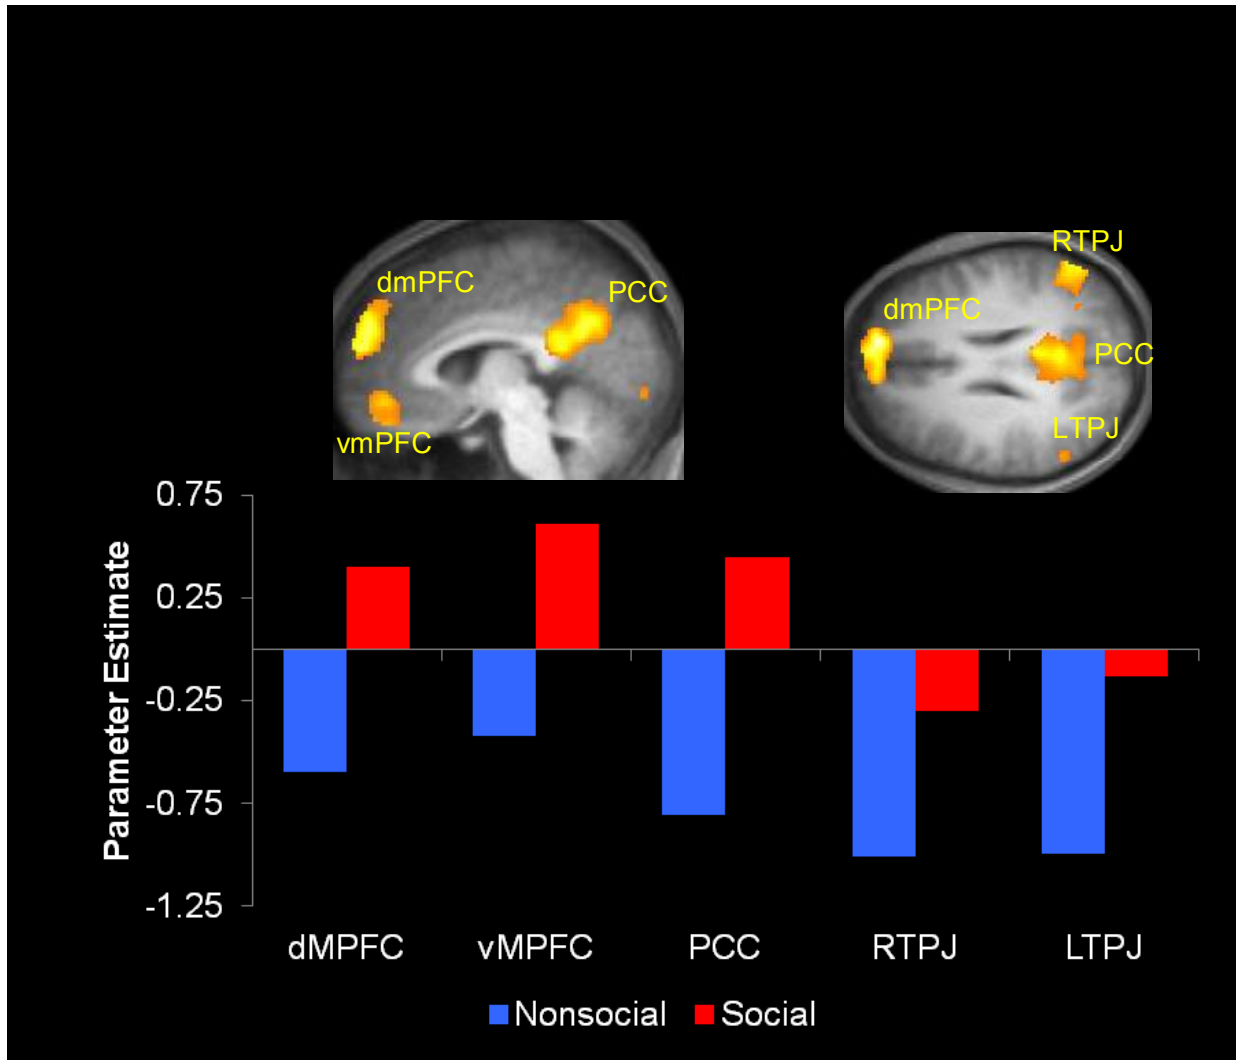 dmPFC
PCC
vmPFC
RTPJ
dmPFC
PCC
LTPJ
0.75
0.25
-0.25
-0.75
-1.25
Parameter Estimate
dMPFC vMPFC PCC RTPJ LTPJ
Nonsocial Social